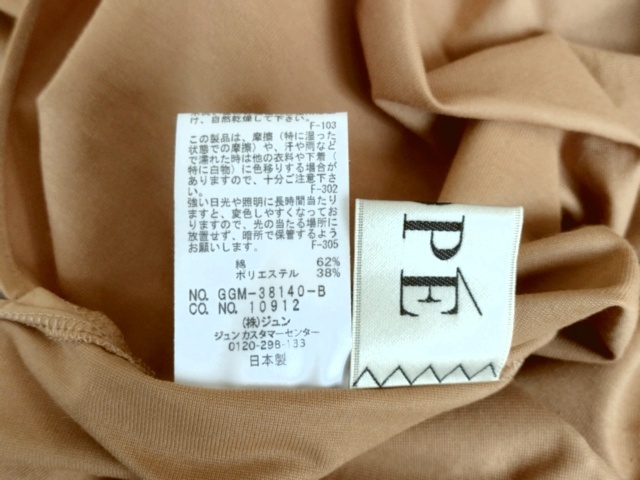 け、自然乾燥して下さい。
F-103
この製品は、摩擦（特に湿った
状態での摩擦）や、汗や雨など
で濡れた時は他の衣料や下着（
特に白物）に色移りする場合が
ありますので、十分ご注意下さ
い。 F-302
強い日光や照明に長時間当たり
ますと、変色しやすくなってお
りますので、光の当たる場所に
放置せず、暗所で保管するよう
お願いします。 F-305
綿 62%
ポリエステル 38%
NO. GGM-38140-B
CO. NO. 10912
(株)ジュン
ジュンカスタマーセンター
0120-298-133
日本製
PÉ